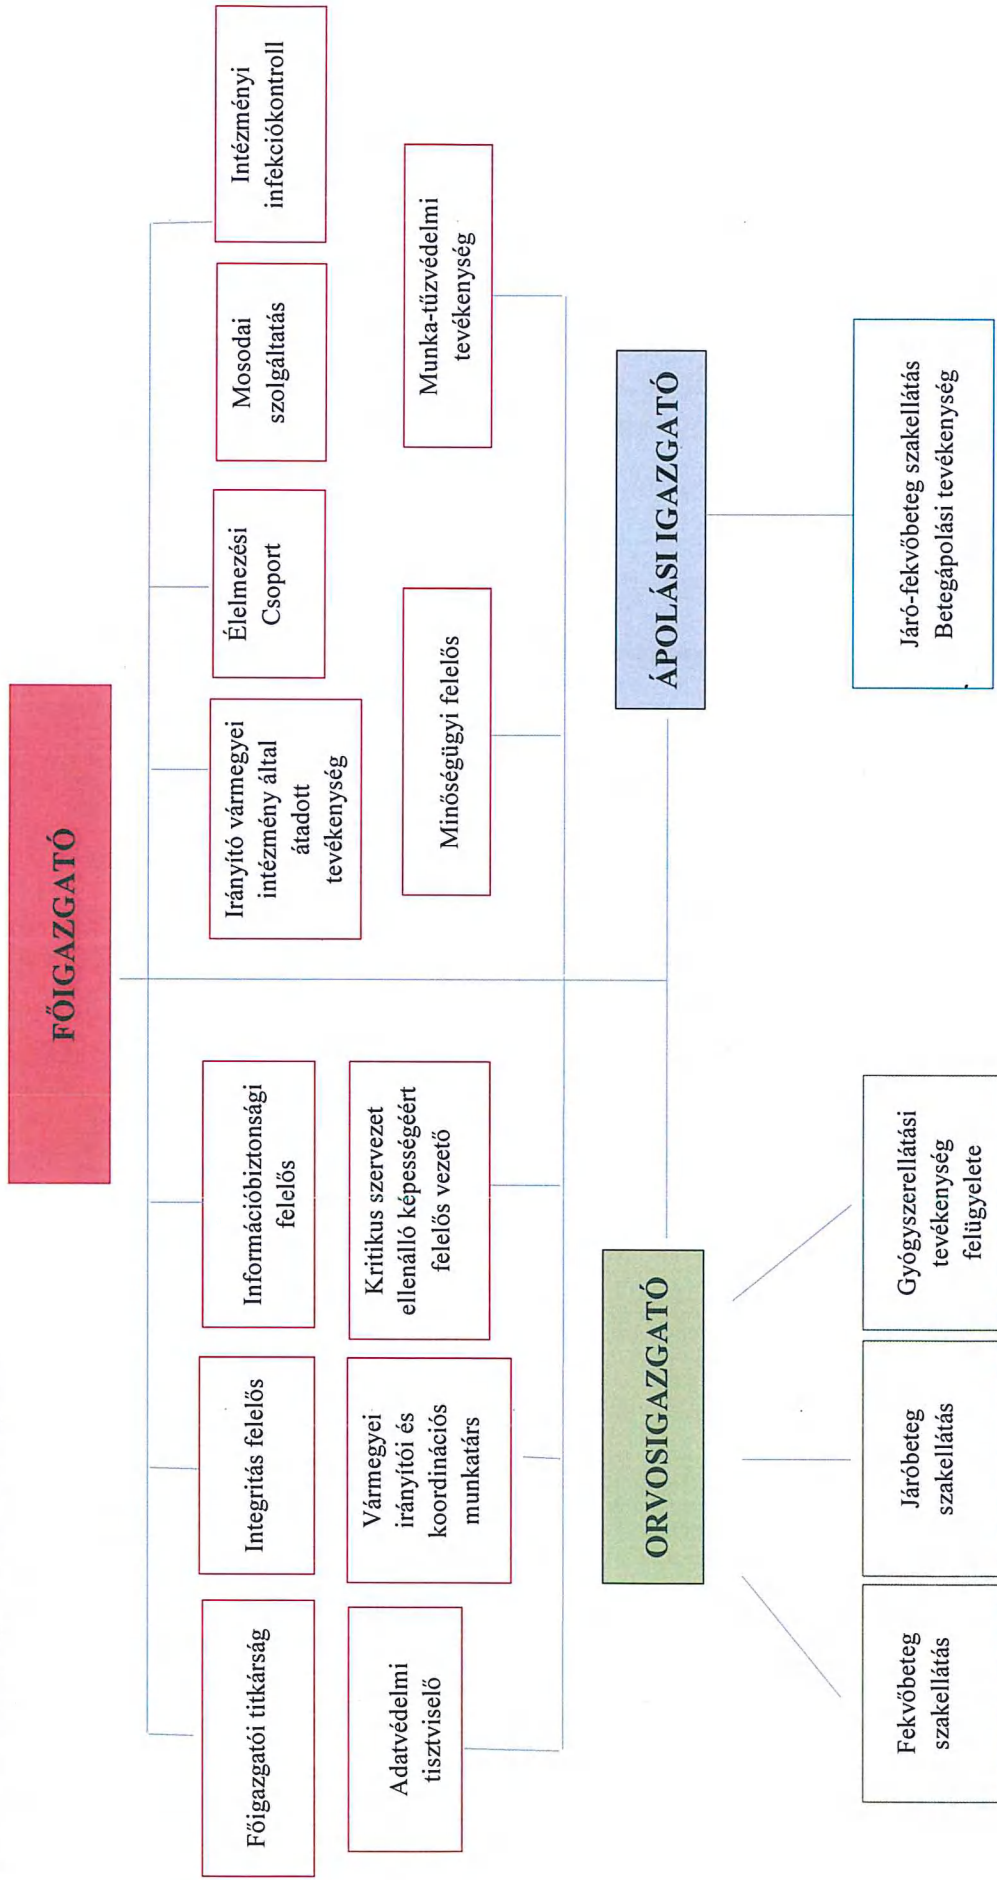 FŐIGAZGATÓ
Főigazgatói titkárság
Integritás felelős
Információbiztonsági
felelős
Irányító vármegyei
intézmény által
átadott
tevékenység
Élelmezési
Csoport
Mosodai
szolgáltatás
Intézményi
infekciókontroll
Adatvédelmi
tisztviselő
Vármegyei
irányítói és
koordinációs
munkatárs
Kritikus szervezet
ellenálló képességéért
felelős vezető
Minőségügyi felelős
Munka-tűzvédelmi
tevékenység
ORVOSIGAZGATÓ
ÁPOLÁSI IGAZGATÓ
Fekvőbeteg
szakellátás
Járóbeteg
szakellátás
Gyógyszerellátási
tevékenység
felügyelete
Járó-fekvőbeteg szakellátás
Betegápolási tevékenység